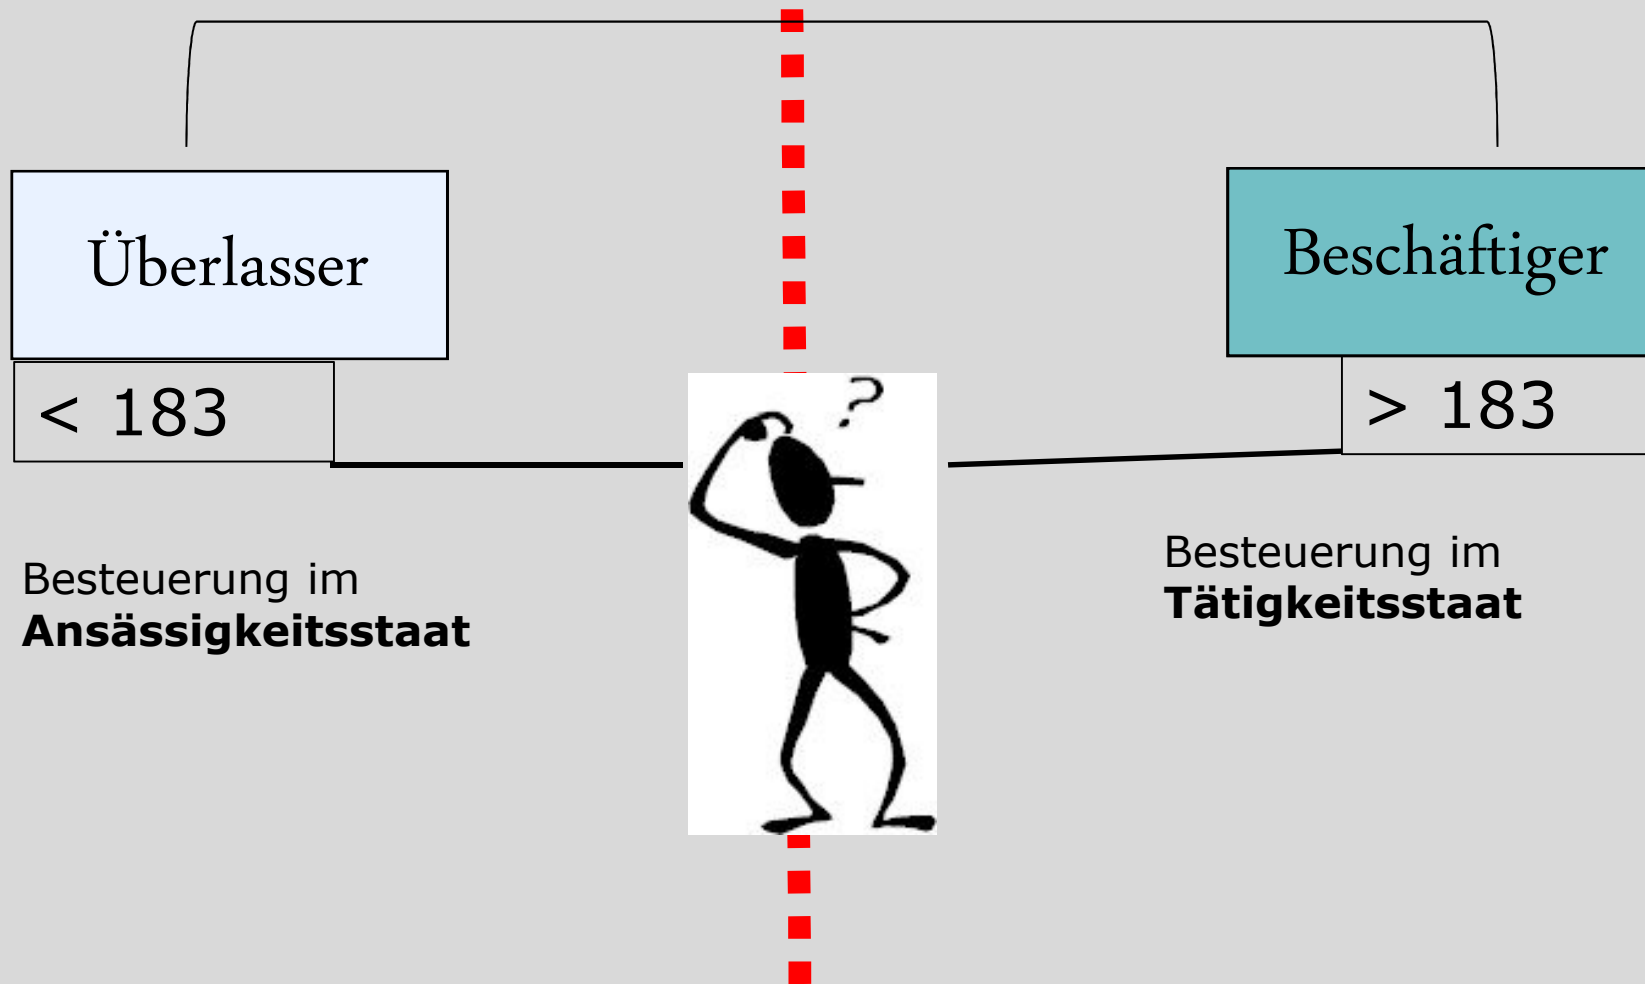 Überlasser
< 183
Besteuerung im
Ansässigkeitsstaat
?
Beschäftiger
> 183
Besteuerung im
Tätigkeitsstaat